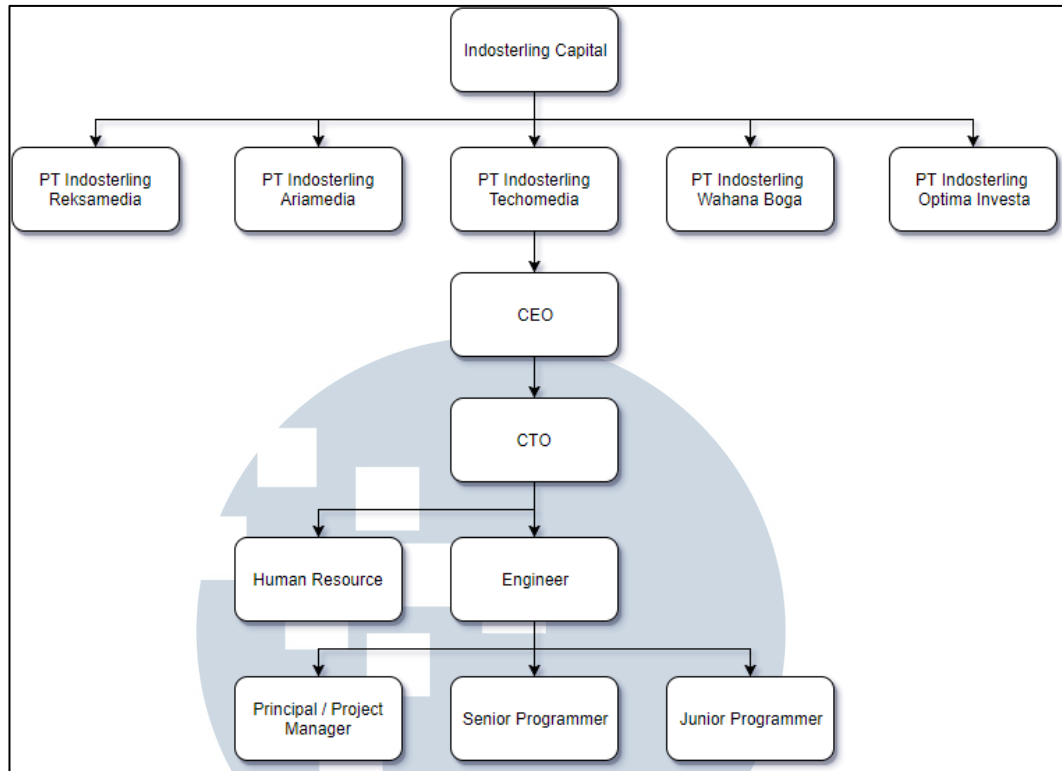 Indosterling Capital
PT Indosterling
Reksamedia
PT Indosterling
Ariamedia
PT Indosterling
Techomedia
PT Indosterling
Wahana Boga
PT Indosterling
Optima Investa
CEO
CTO
Human Resource
Engineer
Principal / Project
Manager
Senior Programmer
Junior Programmer